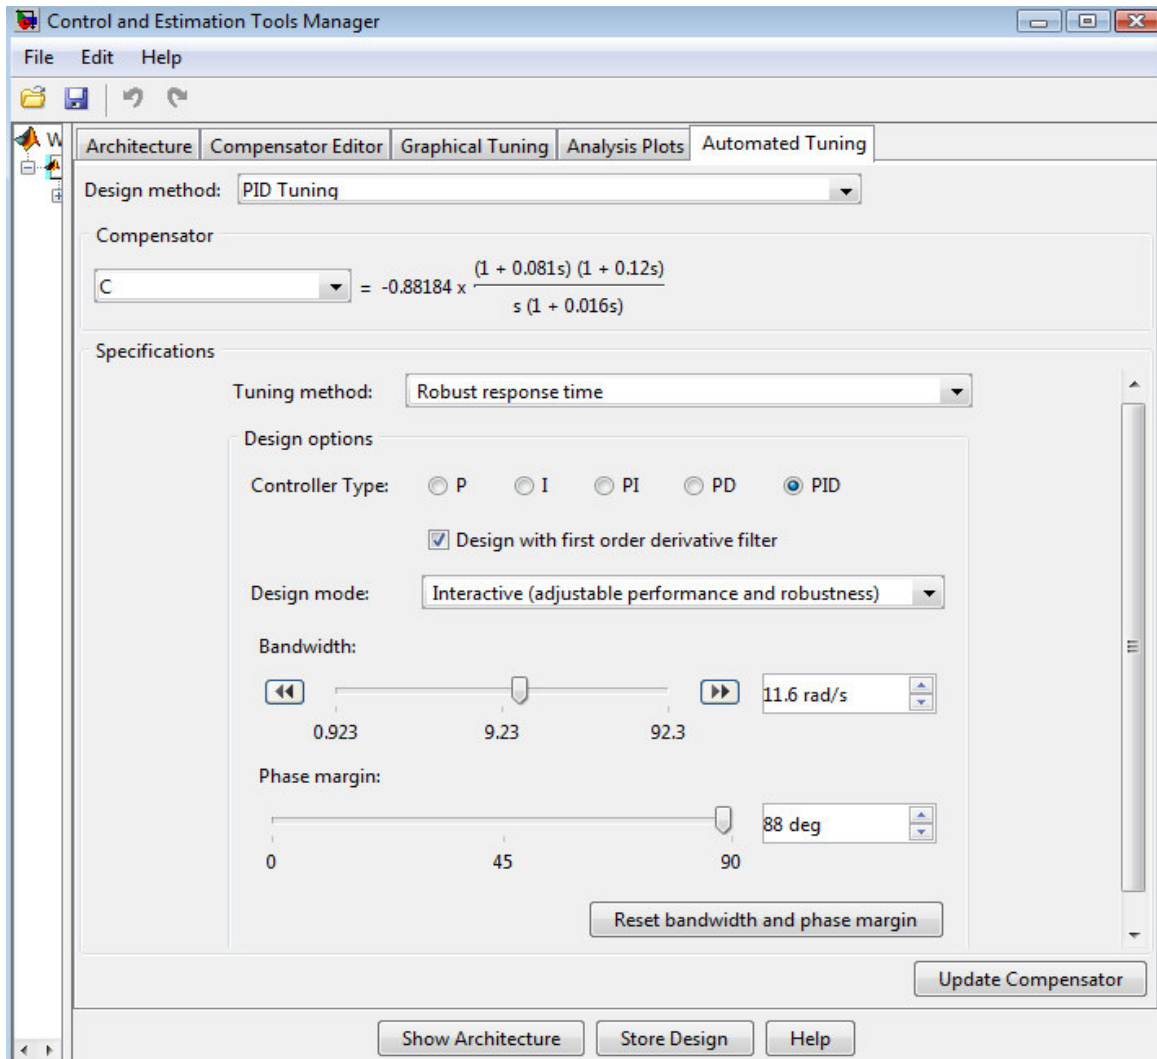 Control and Estimation Tools Manager
File Edit Help
W
Architecture Compensator Editor Graphical Tuning Analysis Plots Automated Tuning
Design method: PID Tuning
Compensator
C = -0.88184 x (1 + 0.081s) (1 + 0.12s)
s (1 + 0.016s)
Specifications
Tuning method: Robust response time
Design options
Controller Type: P I PI PD PID
Design with first order derivative filter
Design mode: Interactive (adjustable performance and robustness)
Bandwidth:
11.6 rad/s
0.923 9.23 92.3
Phase margin:
88 deg
0 45 90
Reset bandwidth and phase margin
Update Compensator
Show Architecture Store Design Help